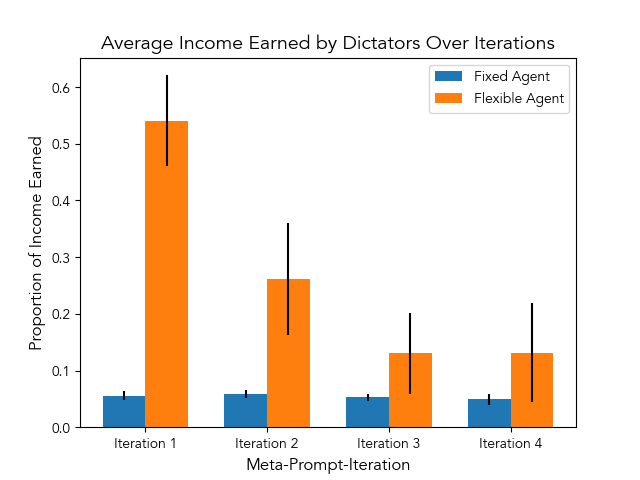 Average Income Earned by Dictators Over Iterations
Fixed Agent
Flexible Agent
Proportion of Income Earned
0.6
0.5
0.4
0.3
0.2
0.1
0.0
Iteration 1
Iteration 2
Iteration 3
Iteration 4
Meta-Prompt-Iteration